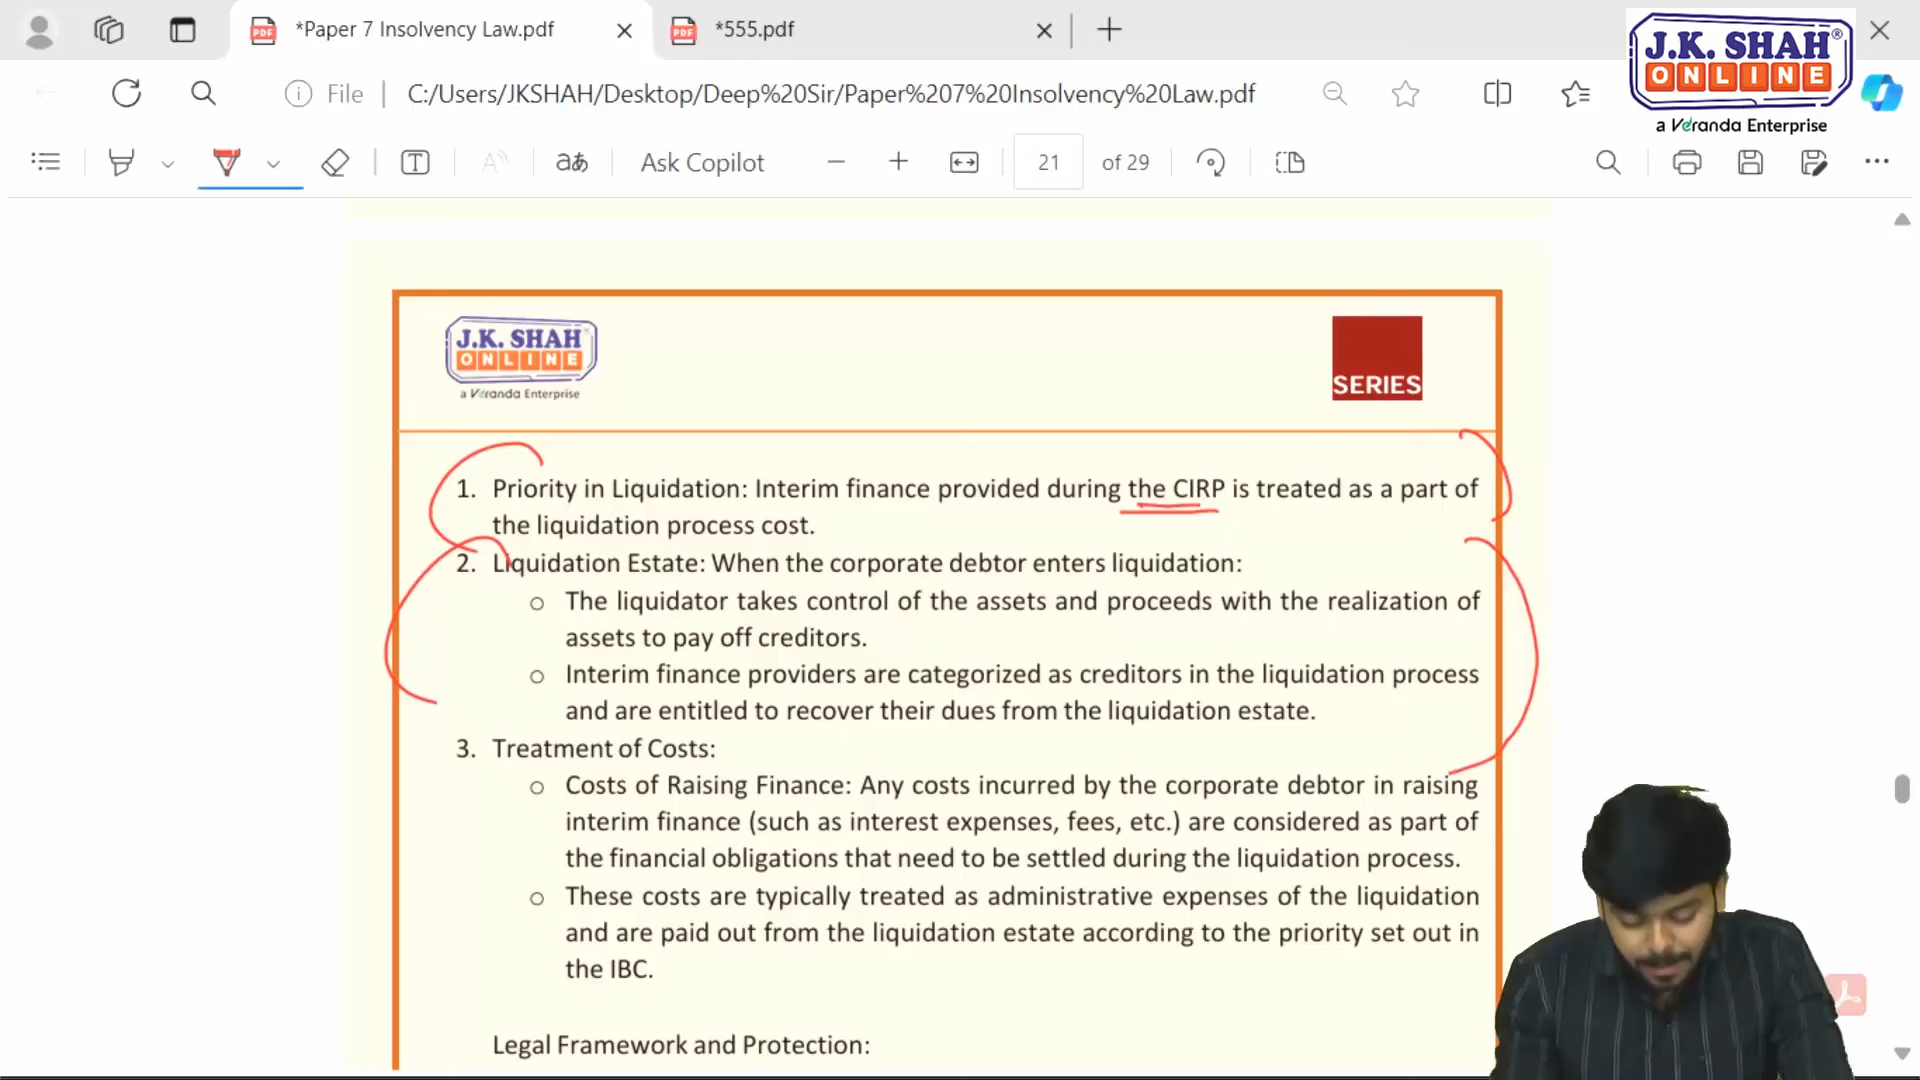 *Paper 7 Insolvency Law.pdf
*555.pdf
J.K. SHAH®
ONLINE
a Veranda Enterprise
File
C:/Users/JKSHAH/Desktop/Deep%20Sir/Paper%207%20Insolvency%20Law.pdf
aあ
Ask Copilot
21 of 29
J.K. SHAH
ONLINE
a Veranda Enterprise
SERIES
1. Priority in Liquidation: Interim finance provided during the CIRP is treated as a part of
the liquidation process cost.
2. Liquidation Estate: When the corporate debtor enters liquidation:
o The liquidator takes control of the assets and proceeds with the realization of
assets to pay off creditors.
o Interim finance providers are categorized as creditors in the liquidation process
and are entitled to recover their dues from the liquidation estate.
3. Treatment of Costs:
o Costs of Raising Finance: Any costs incurred by the corporate debtor in raising
interim finance (such as interest expenses, fees, etc.) are considered as part of
the financial obligations that need to be settled during the liquidation process.
o These costs are typically treated as administrative expenses of the liquidation
and are paid out from the liquidation estate according to the priority set out in
the IBC.
Legal Framework and Protection: